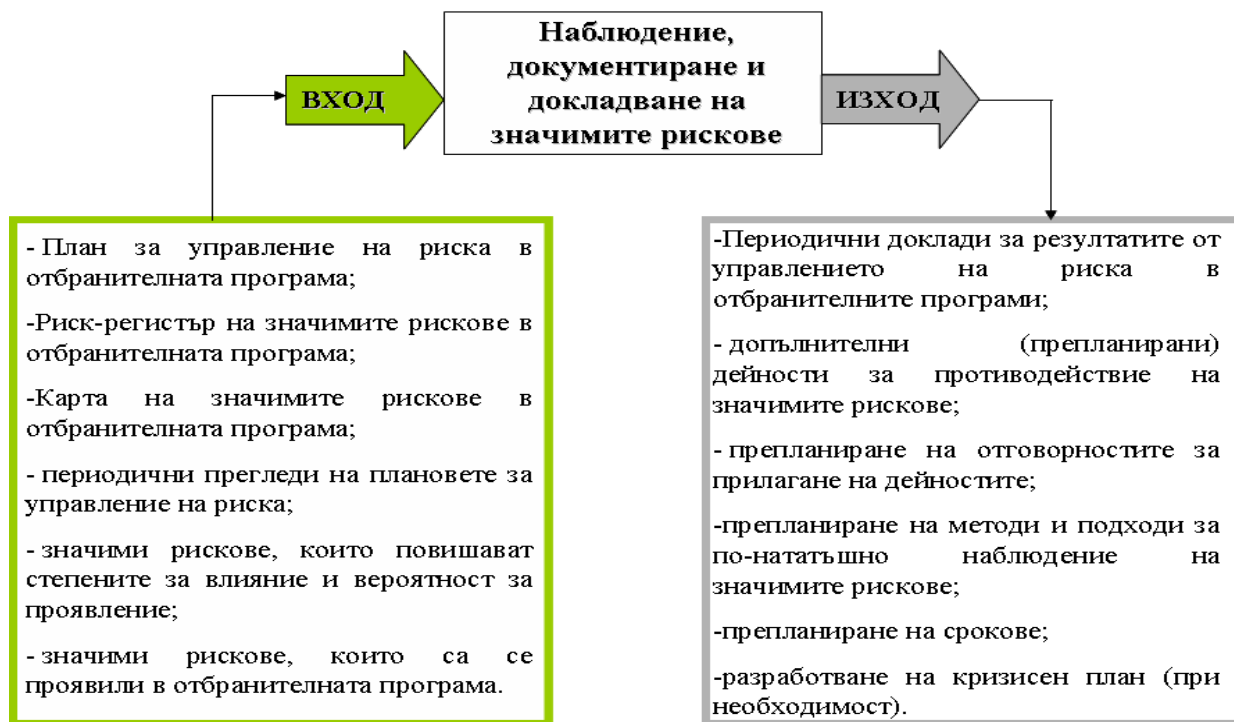 Наблюдение,
документиране и
докладване на
значимите рискове
ВХОД
ИЗХОД
- План за управление на риска в
отбранителната програма;
-Риск-регистър на значимите рискове в
отбранителната програма;
-Карта на значимите рискове в
отбранителната програма;
- периодични прегледи на плановете за
управление на риска;
- значими рискове, които повишават
степените за влияние и вероятност за
проявление;
- значими рискове, които са се
проявили в отбранителната програма.
-Периодични доклади за резултатите от
управлението на риска в
отбранителните програми;
- допълнителни (препланирани)
дейности за противодействие на
значимите рискове;
- препланиране на отговорностите за
прилагане на дейностите;
-препланиране на методи и подходи за
по-нататъшно наблюдение на
значимите рискове;
-препланиране на срокове;
-разработване на кризисен план (при
необходимост).